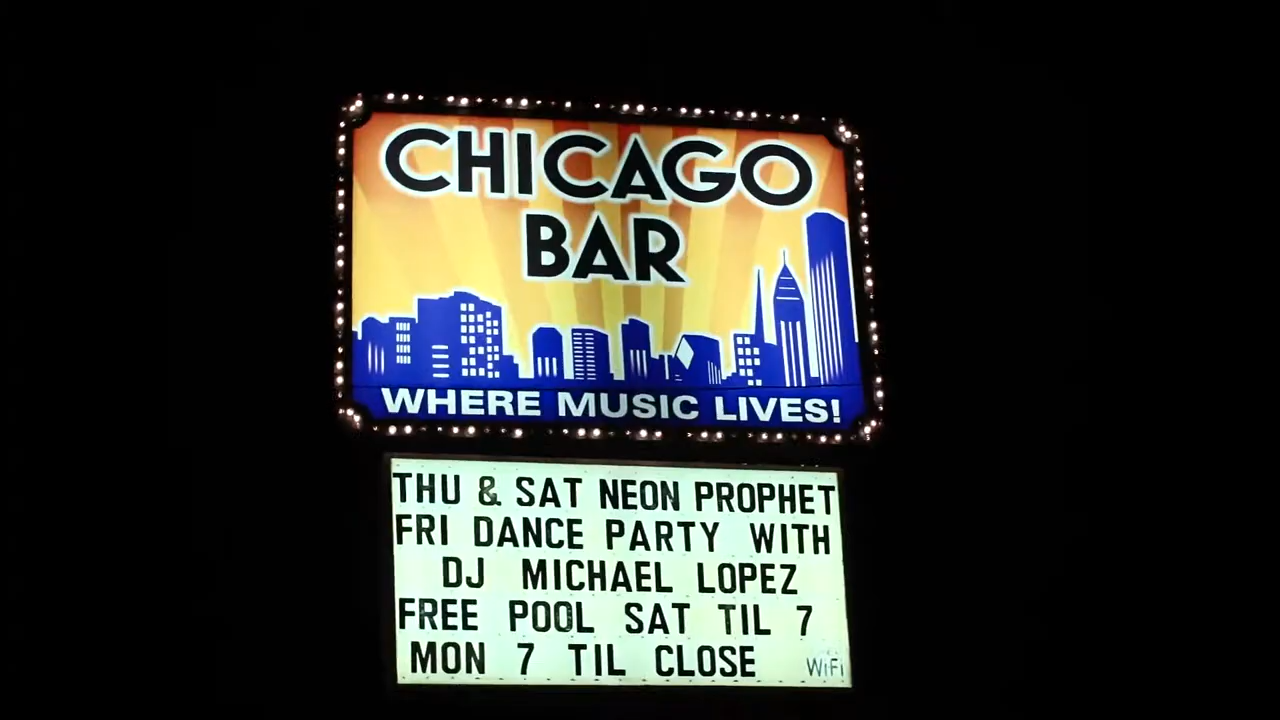 CHICAGO
BAR
WHERE MUSIC LIVES!
THU & SAT NEON PROPHET
FRI DANCE PARTY WITH
DJ MICHAEL LOPEZ
FREE POOL SAT TIL 7
MON 7 TIL CLOSE
WiFi